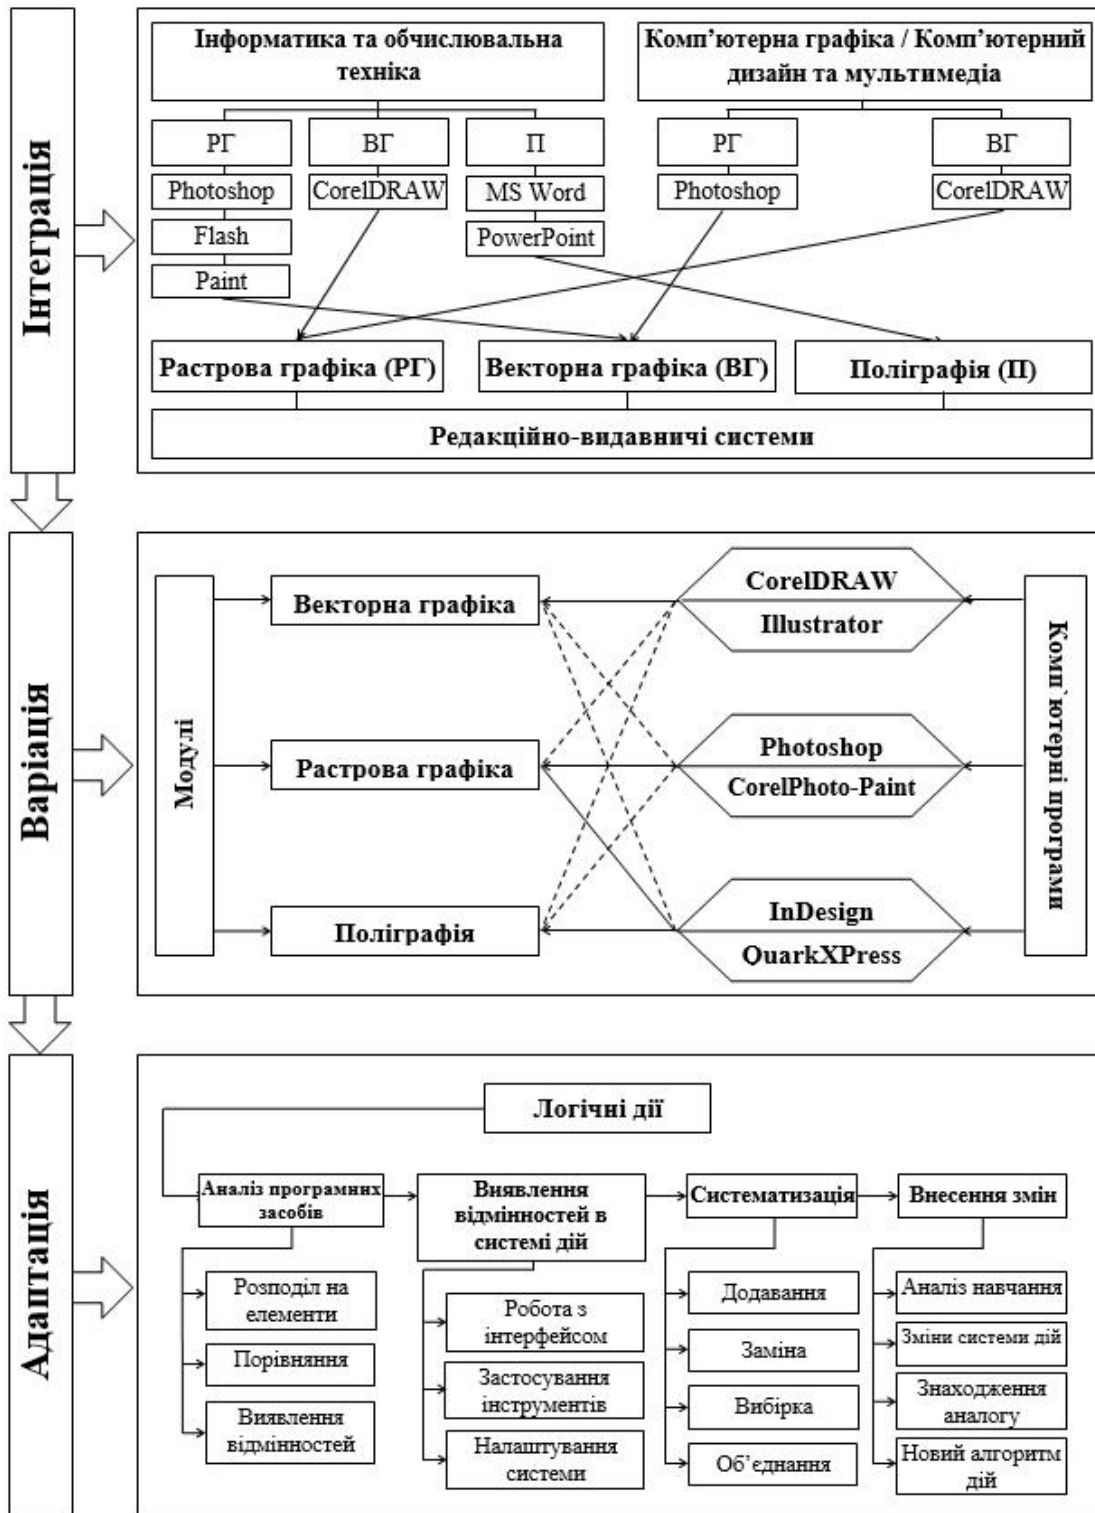 Інтеграція
Інформатика та обчислювальна
техніка
Комп’ютерна графіка / Комп’ютерний
дизайн та мультимедіа
РГ
ВГ
П
РГ
ВГ
Photoshop
CorelDRAW
MS Word
Photoshop
CorelDRAW
Flash
PowerPoint
Paint
Растрова графіка (РГ)
Векторна графіка (ВГ)
Поліграфія (П)
Редакційно-видавничі системи
Варіація
Модулі
Векторна графіка
Растрова графіка
Поліграфія
CorelDRAW
Illustrator
Photoshop
CorelPhoto-Paint
InDesign
QuarkXPress
Комп`ютерні програми
Адаптація
Логічні дії
Аналіз програмних
засобів
Виявлення
відмінностей в
системі дій
Систематизація
Внесення змін
Розподіл на
елементи
Порівняння
Виявлення
відмінностей
Робота з
інтерфейсом
Застосування
інструментів
Налаштування
системи
Додавання
Заміна
Вибірка
Об’єднання
Аналіз навчання
Зміни системи дій
Знаходження
аналогу
Новий алгоритм
дій